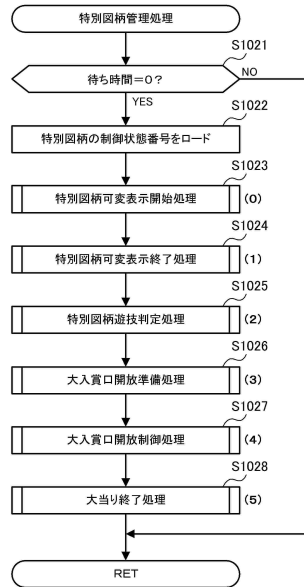 特別図柄管理処理
S1021
待ち時間＝0？
NO
YES
S1022
特別図柄の制御状態番号をロード
S1023
特別図柄可変表示開始処理
(0)
S1024
特別図柄可変表示終了処理
(1)
S1025
特別図柄遊技判定処理
(2)
S1026
大入賞口開放準備処理
(3)
S1027
大入賞口開放制御処理
(4)
S1028
大当り終了処理
(5)
RET